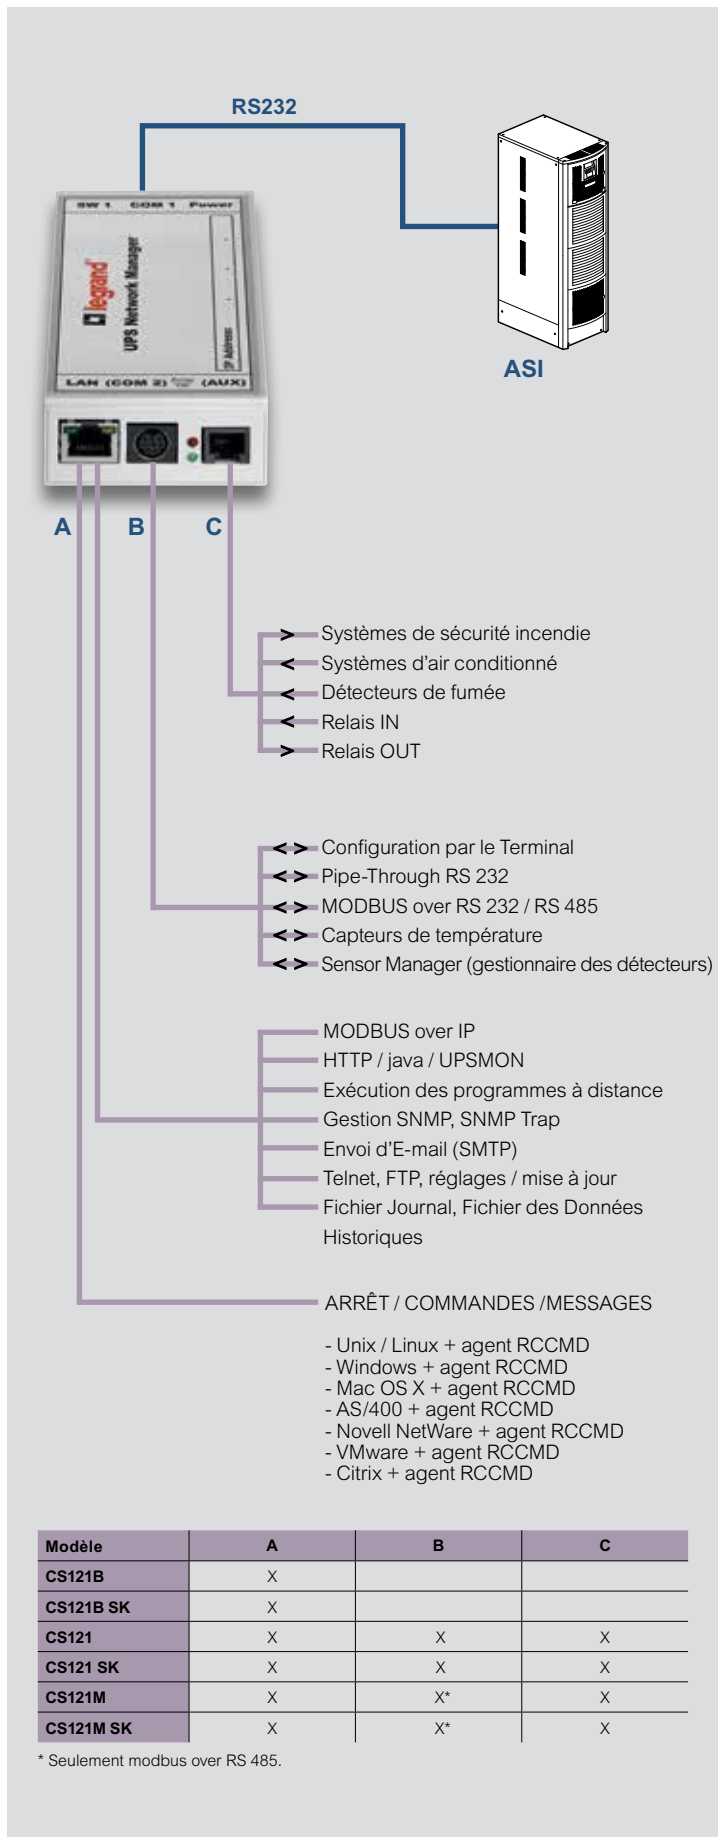 RS232
SW 1 COM 1 Power
legrand
UPS Network Manager
IP Address:
LAN (COM 2) (AUX)
ASI
A B C
> Systèmes de sécurité incendie
< Systèmes d'air conditionné
< Détecteurs de fumée
< Relais IN
> Relais OUT
< > Configuration par le Terminal
< > Pipe-Through RS 232
< > MODBUS over RS 232 / RS 485
< > Capteurs de température
< > Sensor Manager (gestionnaire des détecteurs)
MODBUS over IP
HTTP / java / UPSMON
Exécution des programmes à distance
Gestion SNMP, SNMP Trap
Envoi d'E-mail (SMTP)
Telnet, FTP, réglages / mise à jour
Fichier Journal, Fichier des Données
Historiques
ARRÊT / COMMANDES /MESSAGES
- Unix / Linux + agent RCCMD
- Windows + agent RCCMD
- Mac OS X + agent RCCMD
- AS/400 + agent RCCMD
- Novell NetWare + agent RCCMD
- VMware + agent RCCMD
- Citrix + agent RCCMD
Modèle A B C
CS121B X
CS121B SK X
CS121 X X X
CS121 SK X X X
CS121M X X* X
CS121M SK X X* X
* Seulement modbus over RS 485.